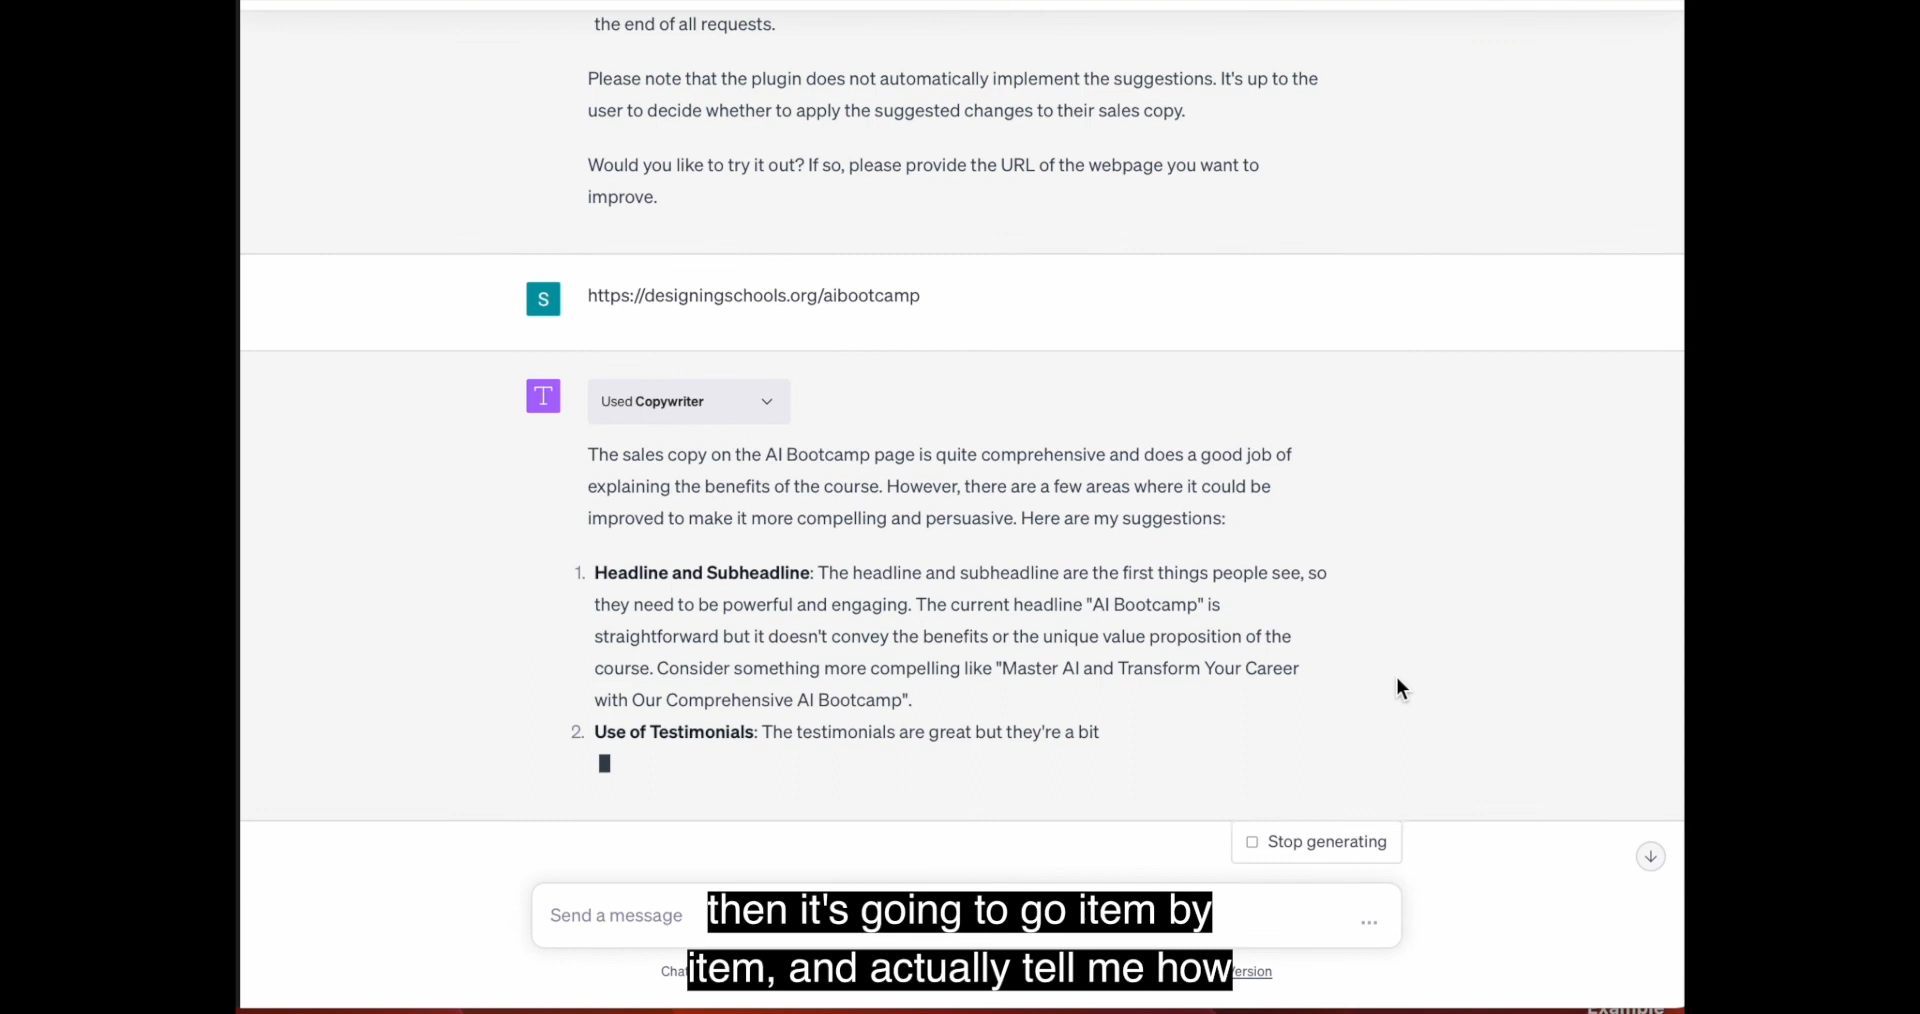 the end of all requests.
Please note that the plugin does not automatically implement the suggestions. It's up to the
user to decide whether to apply the suggested changes to their sales copy.
Would you like to try it out? If so, please provide the URL of the webpage you want to
improve.
S
https://designingschools.org/aibootcamp
T
Used Copywriter
The sales copy on the AI Bootcamp page is quite comprehensive and does a good job of
explaining the benefits of the course. However, there are a few areas where it could be
improved to make it more compelling and persuasive. Here are my suggestions:
1. Headline and Subheadline: The headline and subheadline are the first things people see, so
they need to be powerful and engaging. The current headline "AI Bootcamp" is
straightforward but it doesn't convey the benefits or the unique value proposition of the
course. Consider something more compelling like "Master AI and Transform Your Career
with Our Comprehensive AI Bootcamp".
2. Use of Testimonials: The testimonials are great but they're a bit
Stop generating
Send a message
then it's going to go item by
item, and actually tell me how